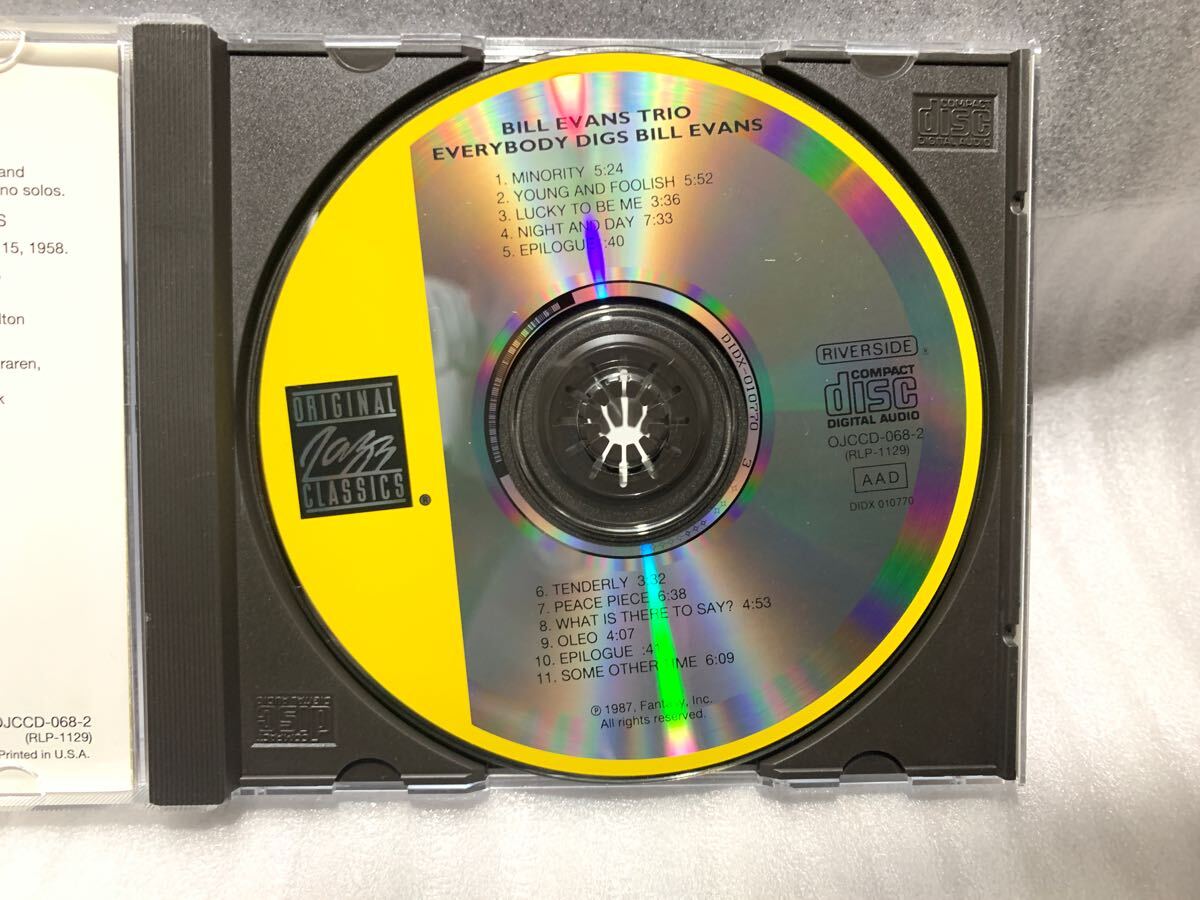 and
no solos.
S
15, 1958.
lton
raren,
k
OJCCD-068-2
(RLP-1129)
Printed in U.S.A.
BILL EVANS TRIO
EVERYBODY DIGS BILL EVANS
1. MINORITY 5:24
2. YOUNG AND FOOLISH 5:52
3. LUCKY TO BE ME 3:36
4. NIGHT AND DAY 7:33
5. EPILOGUE :40
ORIGINAL
Jazz
CLASSICS
®
DIDX-010770 3
RIVERSIDE
COMPACT
disc
DIGITAL AUDIO
OJCCD-068-2
(RLP-1129)
AAD
DIDX 010770
6. TENDERLY 3:32
7. PEACE PIECE 6:38
8. WHAT IS THERE TO SAY? 4:53
9. OLEO 4:07
10. EPILOGUE :41
11. SOME OTHER TIME 6:09
℗ 1987, Fantasy, Inc.
All rights reserved.
COMPACT
disc
DIGITAL AUDIO